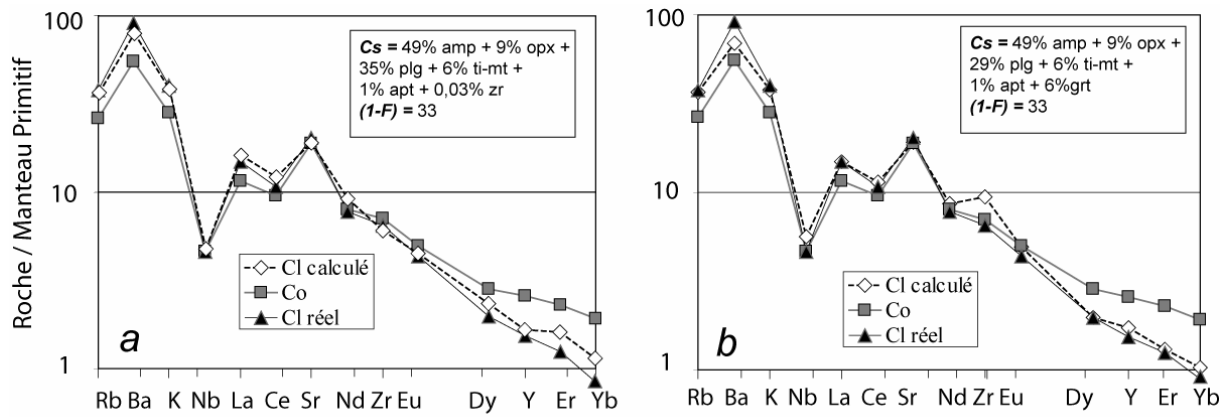 Roche / Manteau Primitif
100
10
1
Cs = 49% amp + 9% opx +
35% plg + 6% ti-mt +
1% apt + 0,03% zr
(1-F) = 33
Cl calculé
Co
Cl réel
a
Rb Ba K Nb La Ce Sr Nd Zr Eu Dy Y Er Yb
100
10
1
Cs = 49% amp + 9% opx +
29% plg + 6% ti-mt +
1% apt + 6%grt
(1-F) = 33
Cl calculé
Co
Cl réel
b
Rb Ba K Nb La Ce Sr Nd Zr Eu Dy Y Er Yb